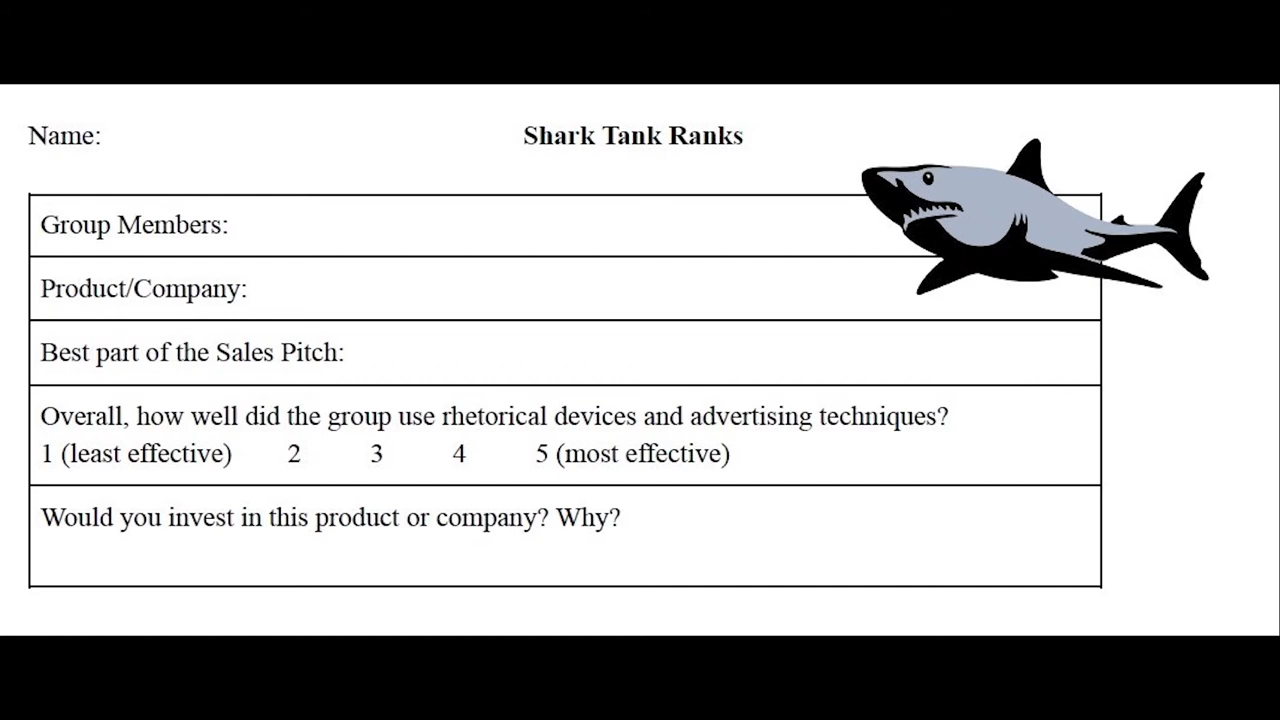 Name: Shark Tank Ranks
Group Members:
Product/Company:
Best part of the Sales Pitch:
Overall, how well did the group use rhetorical devices and advertising techniques?
1 (least effective) 2 3 4 5 (most effective)
Would you invest in this product or company? Why?